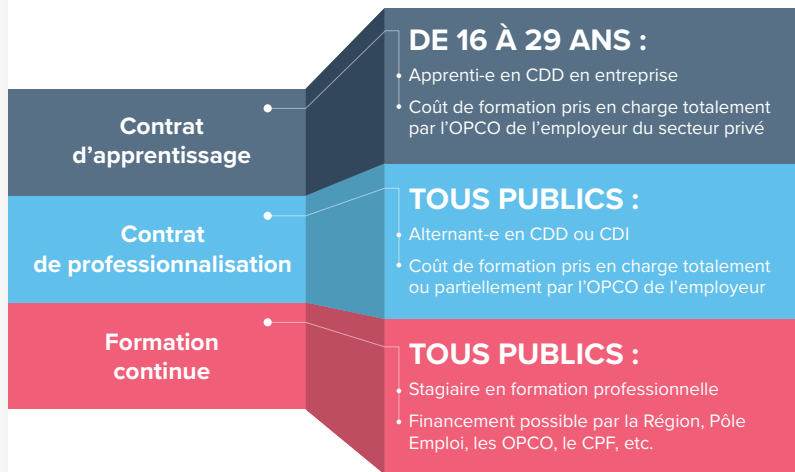 Contrat
d'apprentissage
DE 16 À 29 ANS :
• Apprenti-e en CDD en entreprise
• Coût de formation pris en charge totalement
par l'OPCO de l'employeur du secteur privé
Contrat
de professionnalisation
TOUS PUBLICS :
• Alternant-e en CDD ou CDI
• Coût de formation pris en charge totalement
ou partiellement par l'OPCO de l'employeur
Formation
continue
TOUS PUBLICS :
• Stagiaire en formation professionnelle
• Financement possible par la Région, Pôle
Emploi, les OPCO, le CPF, etc.